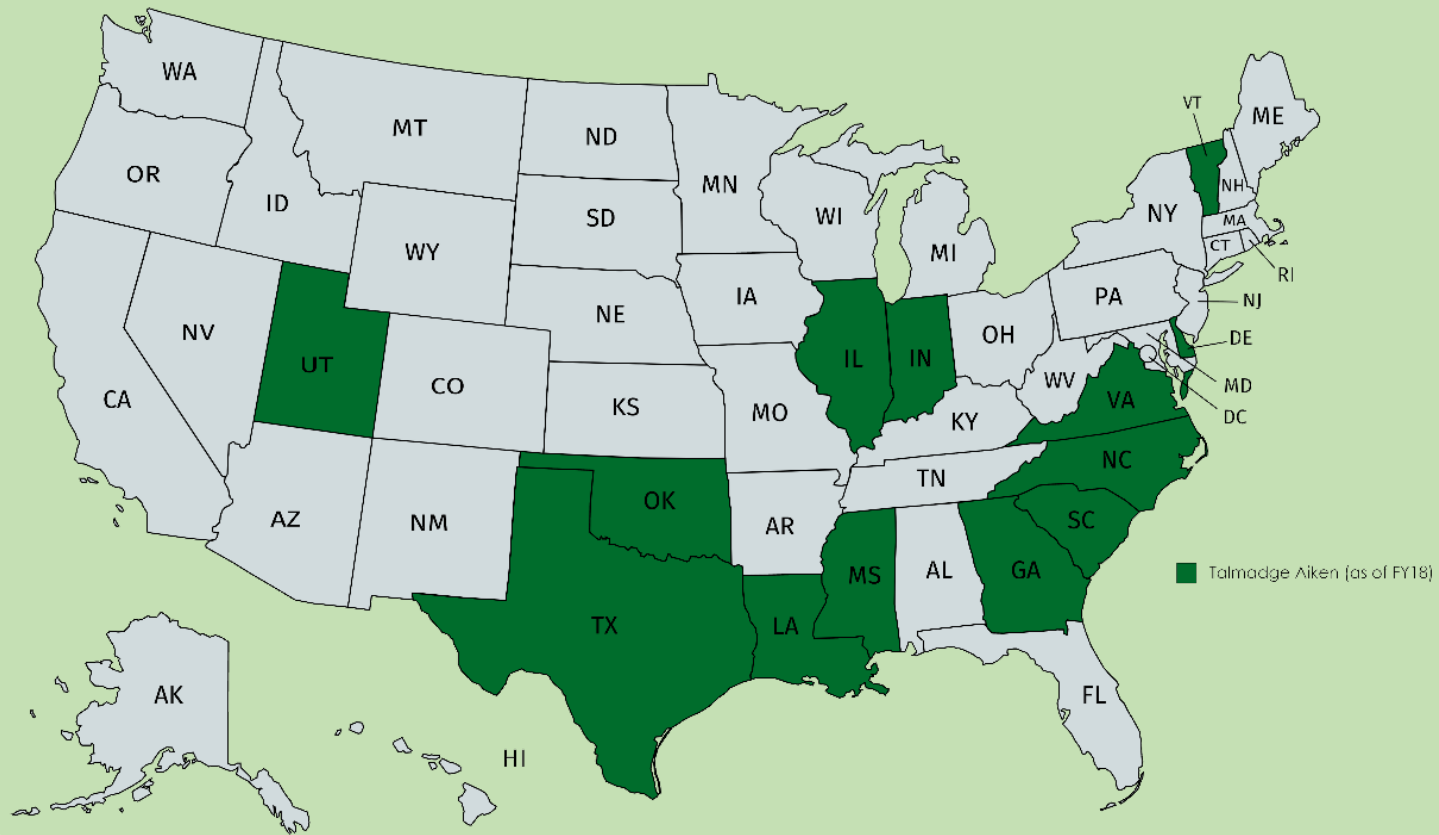 WA
MT
ND
MN
VT
ME
OR
ID
SD
WI
MI
NY
NH
MA
CT
RI
WY
IA
NE
PA
NJ
NV
UT
CO
IL
IN
OH
DE
CA
KS
MO
WV
VA
MD
DC
KY
NC
AZ
NM
OK
AR
TN
SC
MS
AL
GA
Talmadge Aiken (as of FY18)
TX
LA
AK
HI
FL